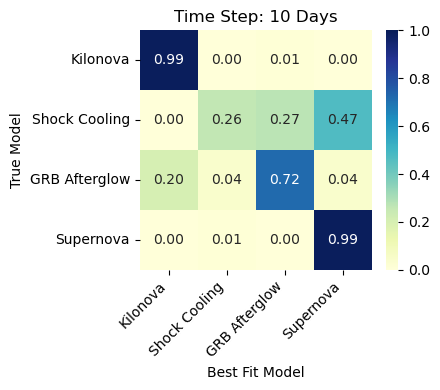 Time Step: 10 Days
True Model
Kilonova 0.99 0.00 0.01 0.00
Shock Cooling 0.00 0.26 0.27 0.47
GRB Afterglow 0.20 0.04 0.72 0.04
Supernova 0.00 0.01 0.00 0.99
Kilonova
Shock Cooling
GRB Afterglow
Supernova
Best Fit Model
1.0
0.8
0.6
0.4
0.2
0.0